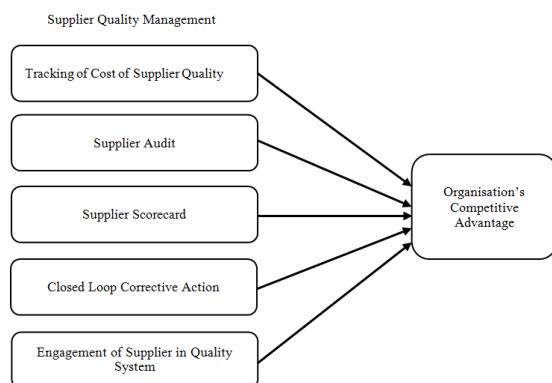 Supplier Quality Management
Tracking of Cost of Supplier Quality
Supplier Audit
Supplier Scorecard
Closed Loop Corrective Action
Engagement of Supplier in Quality
System
Organisation's
Competitive
Advantage